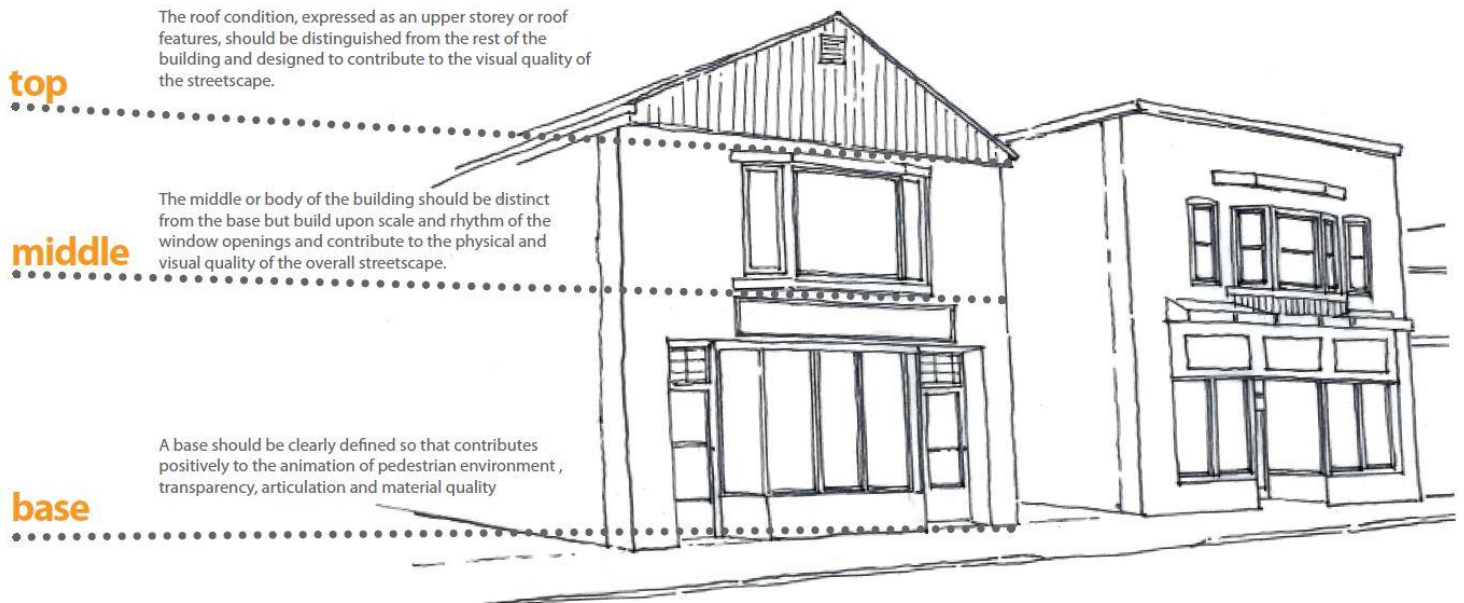 The roof condition, expressed as an upper storey or roof
features, should be distinguished from the rest of the
building and designed to contribute to the visual quality of
the streetscape.
top
The middle or body of the building should be distinct
from the base but build upon scale and rhythm of the
window openings and contribute to the physical and
visual quality of the overall streetscape.
middle
A base should be clearly defined so that contributes
positively to the animation of pedestrian environment ,
transparency, articulation and material quality
base